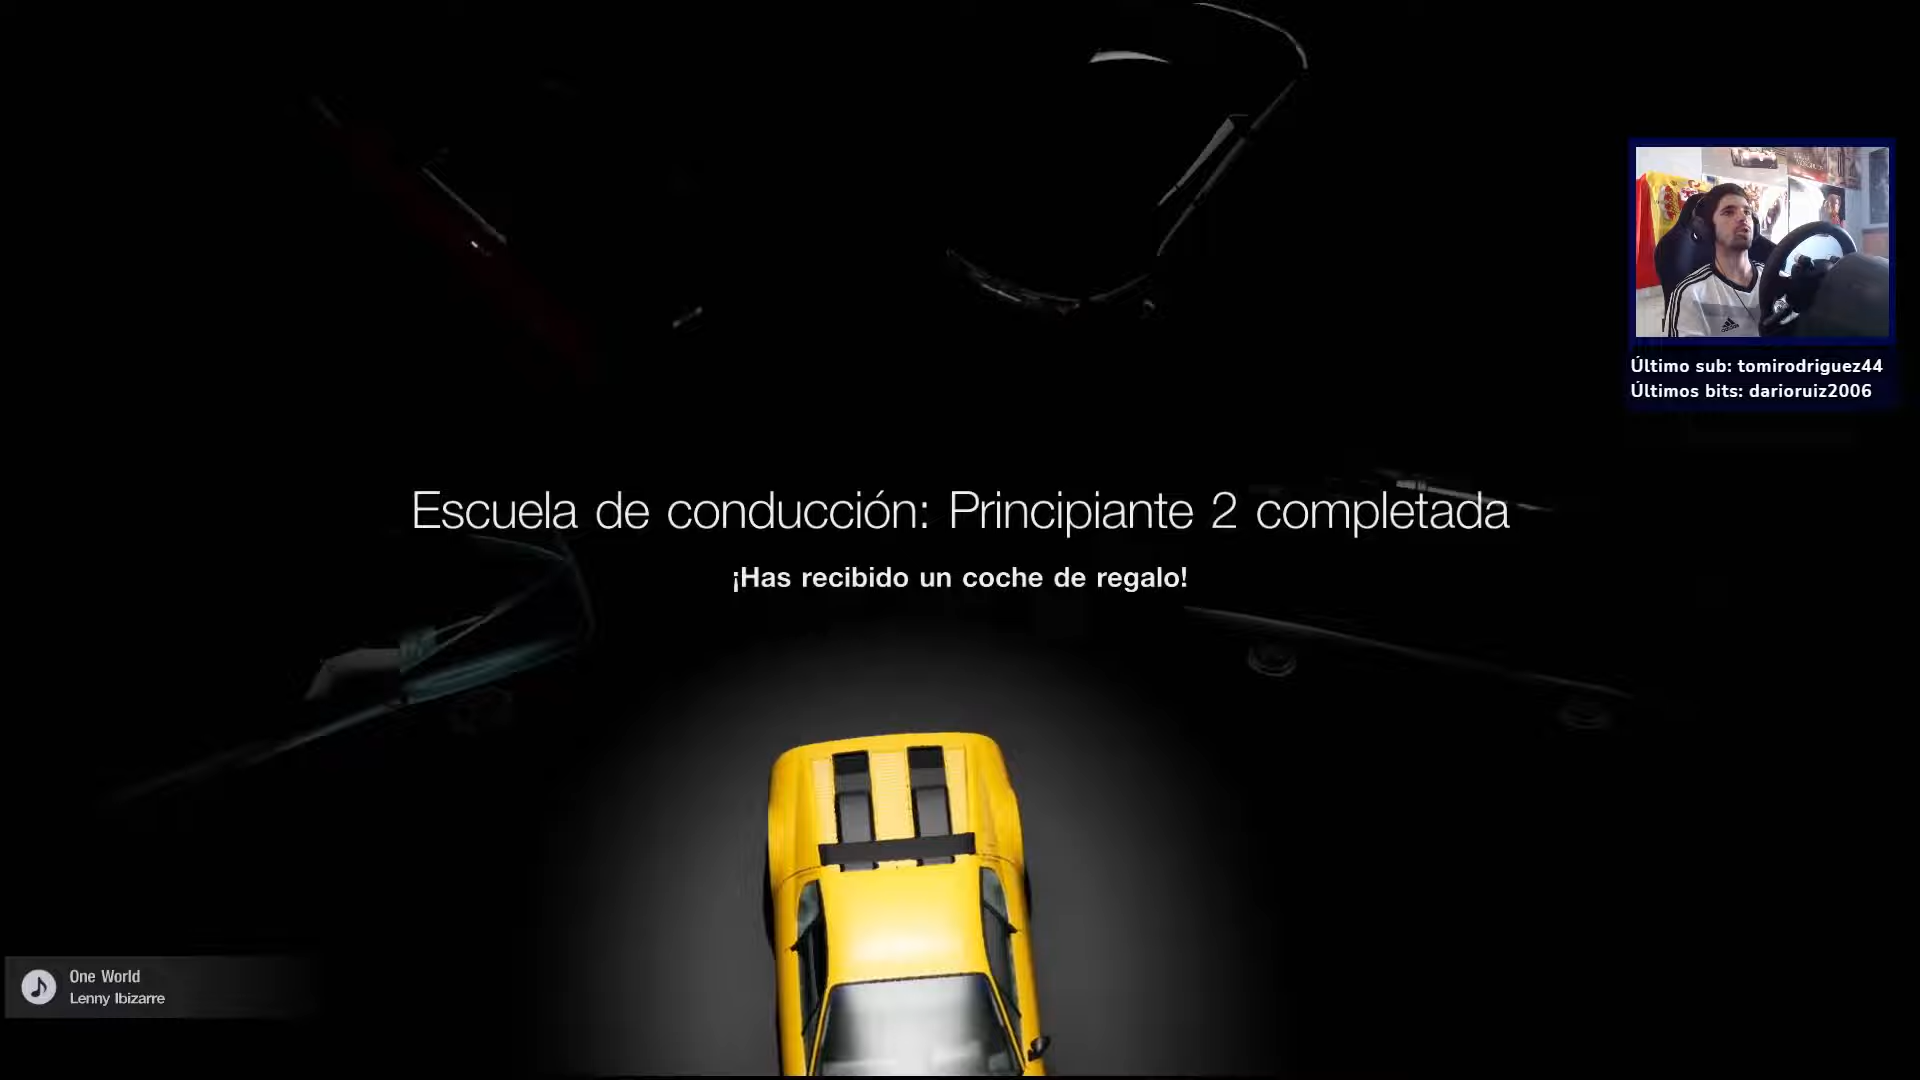 Último sub: tomirodriguez44
Últimos bits: darioruiz2006
Escuela de conducción: Principiante 2 completada
¡Has recibido un coche de regalo!
One World
Lenny Ibizarre